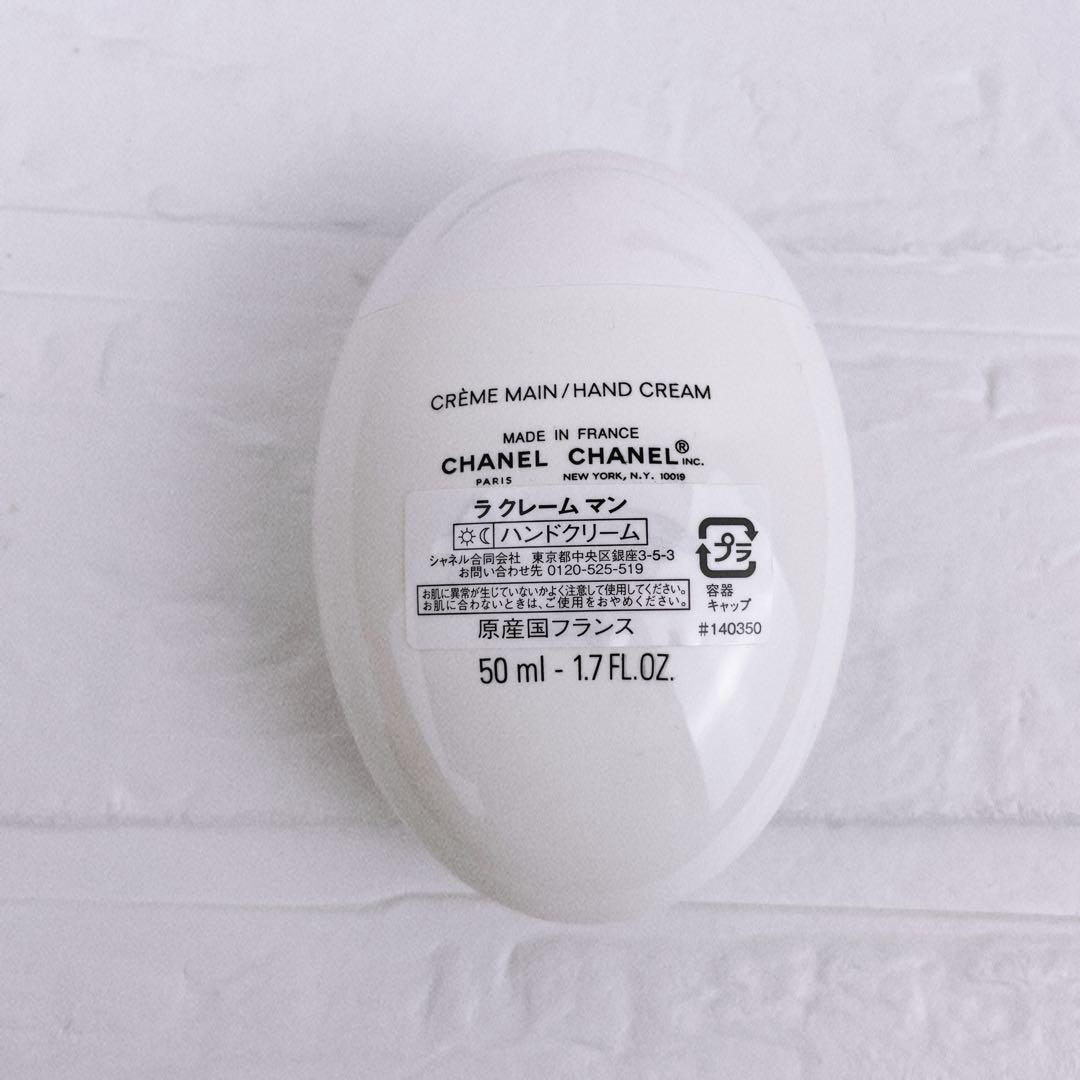 CRÈME MAIN / HAND CREAM
MADE IN FRANCE
CHANEL CHANEL® INC.
PARIS NEW YORK, N.Y. 10019
ラ クレーム マン
ハンドクリーム
シャネル合同会社 東京都中央区銀座3-5-3
お問い合わせ先 0120-525-519
お肌に異常が生じていないかよく注意して使用してください。
お肌に合わないときは、ご使用をおやめください。
原産国フランス
プラ
容器
キャップ
#140350
50 ml - 1.7 FL.OZ.